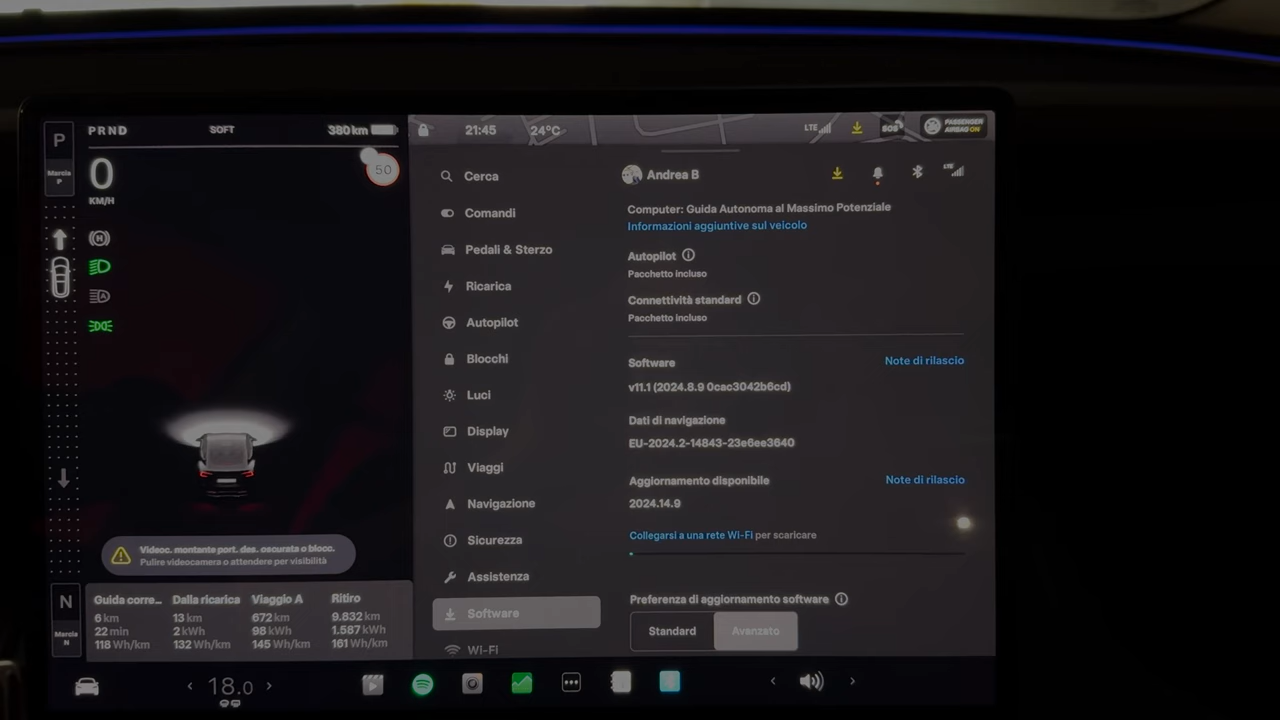 P
Marcia
P
PRND
SOFT
380 km
0
KM/H
50
A
N
Marcia
N
Videoc. montante port. des. oscurata o bloco.
Pulire videocamera o attendere per visibilità
Guida corre...
6 km
22 min
118 Wh/km
Dalla ricarica
13 km
2 kWh
132 Wh/km
Viaggio A
672 km
98 kWh
145 Wh/km
Ritiro
9.832 km
1.587 kWh
161 Wh/km
21:45
24°C
LTE
SOS
PASSENGER
AIRBAG ON
Cerca
Comandi
Pedali & Sterzo
Ricarica
Autopilot
Blocchi
Luci
Display
Viaggi
Navigazione
Sicurezza
Assistenza
Software
Wi-Fi
Andrea B
LTE
Computer: Guida Autonoma al Massimo Potenziale
Informazioni aggiuntive sul veicolo
Autopilot
Pacchetto incluso
Connettività standard
Pacchetto incluso
Software
Note di rilascio
v11.1 (2024.8.9 0cac3042b6cd)
Dati di navigazione
EU-2024.2-14843-23e6ee3640
Aggiornamento disponibile
Note di rilascio
2024.14.9
Collegarsi a una rete Wi-Fi per scaricare
Preferenza di aggiornamento software
Standard
Avanzato
18.0